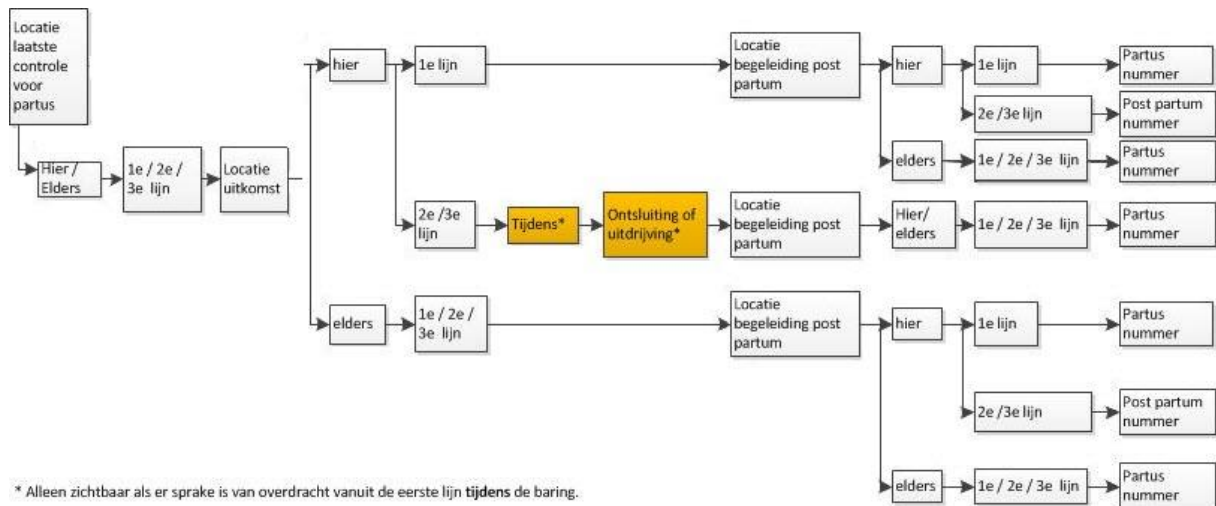 Locatie
laatste
controle
voor
partus
Hier /
Elders
1e / 2e /
3e lijn
Locatie
uitkomst
hier
1e lijn
Locatie
begeleiding post
partum
hier
1e lijn
Partus
nummer
2e /3e lijn
Post partum
nummer
elders
1e / 2e / 3e lijn
Partus
nummer
2e /3e
lijn
Tijdens*
Ontsluiting of
uitdrijving*
Locatie
begeleiding post
partum
Hier/
elders
1e / 2e / 3e lijn
Partus
nummer
elders
1e / 2e /
3e lijn
Locatie
begeleiding post
partum
hier
1e lijn
Partus
nummer
2e /3e lijn
Post partum
nummer
elders
1e / 2e / 3e lijn
Partus
nummer
* Alleen zichtbaar als er sprake is van overdracht vanuit de eerste lijn tijdens de baring.